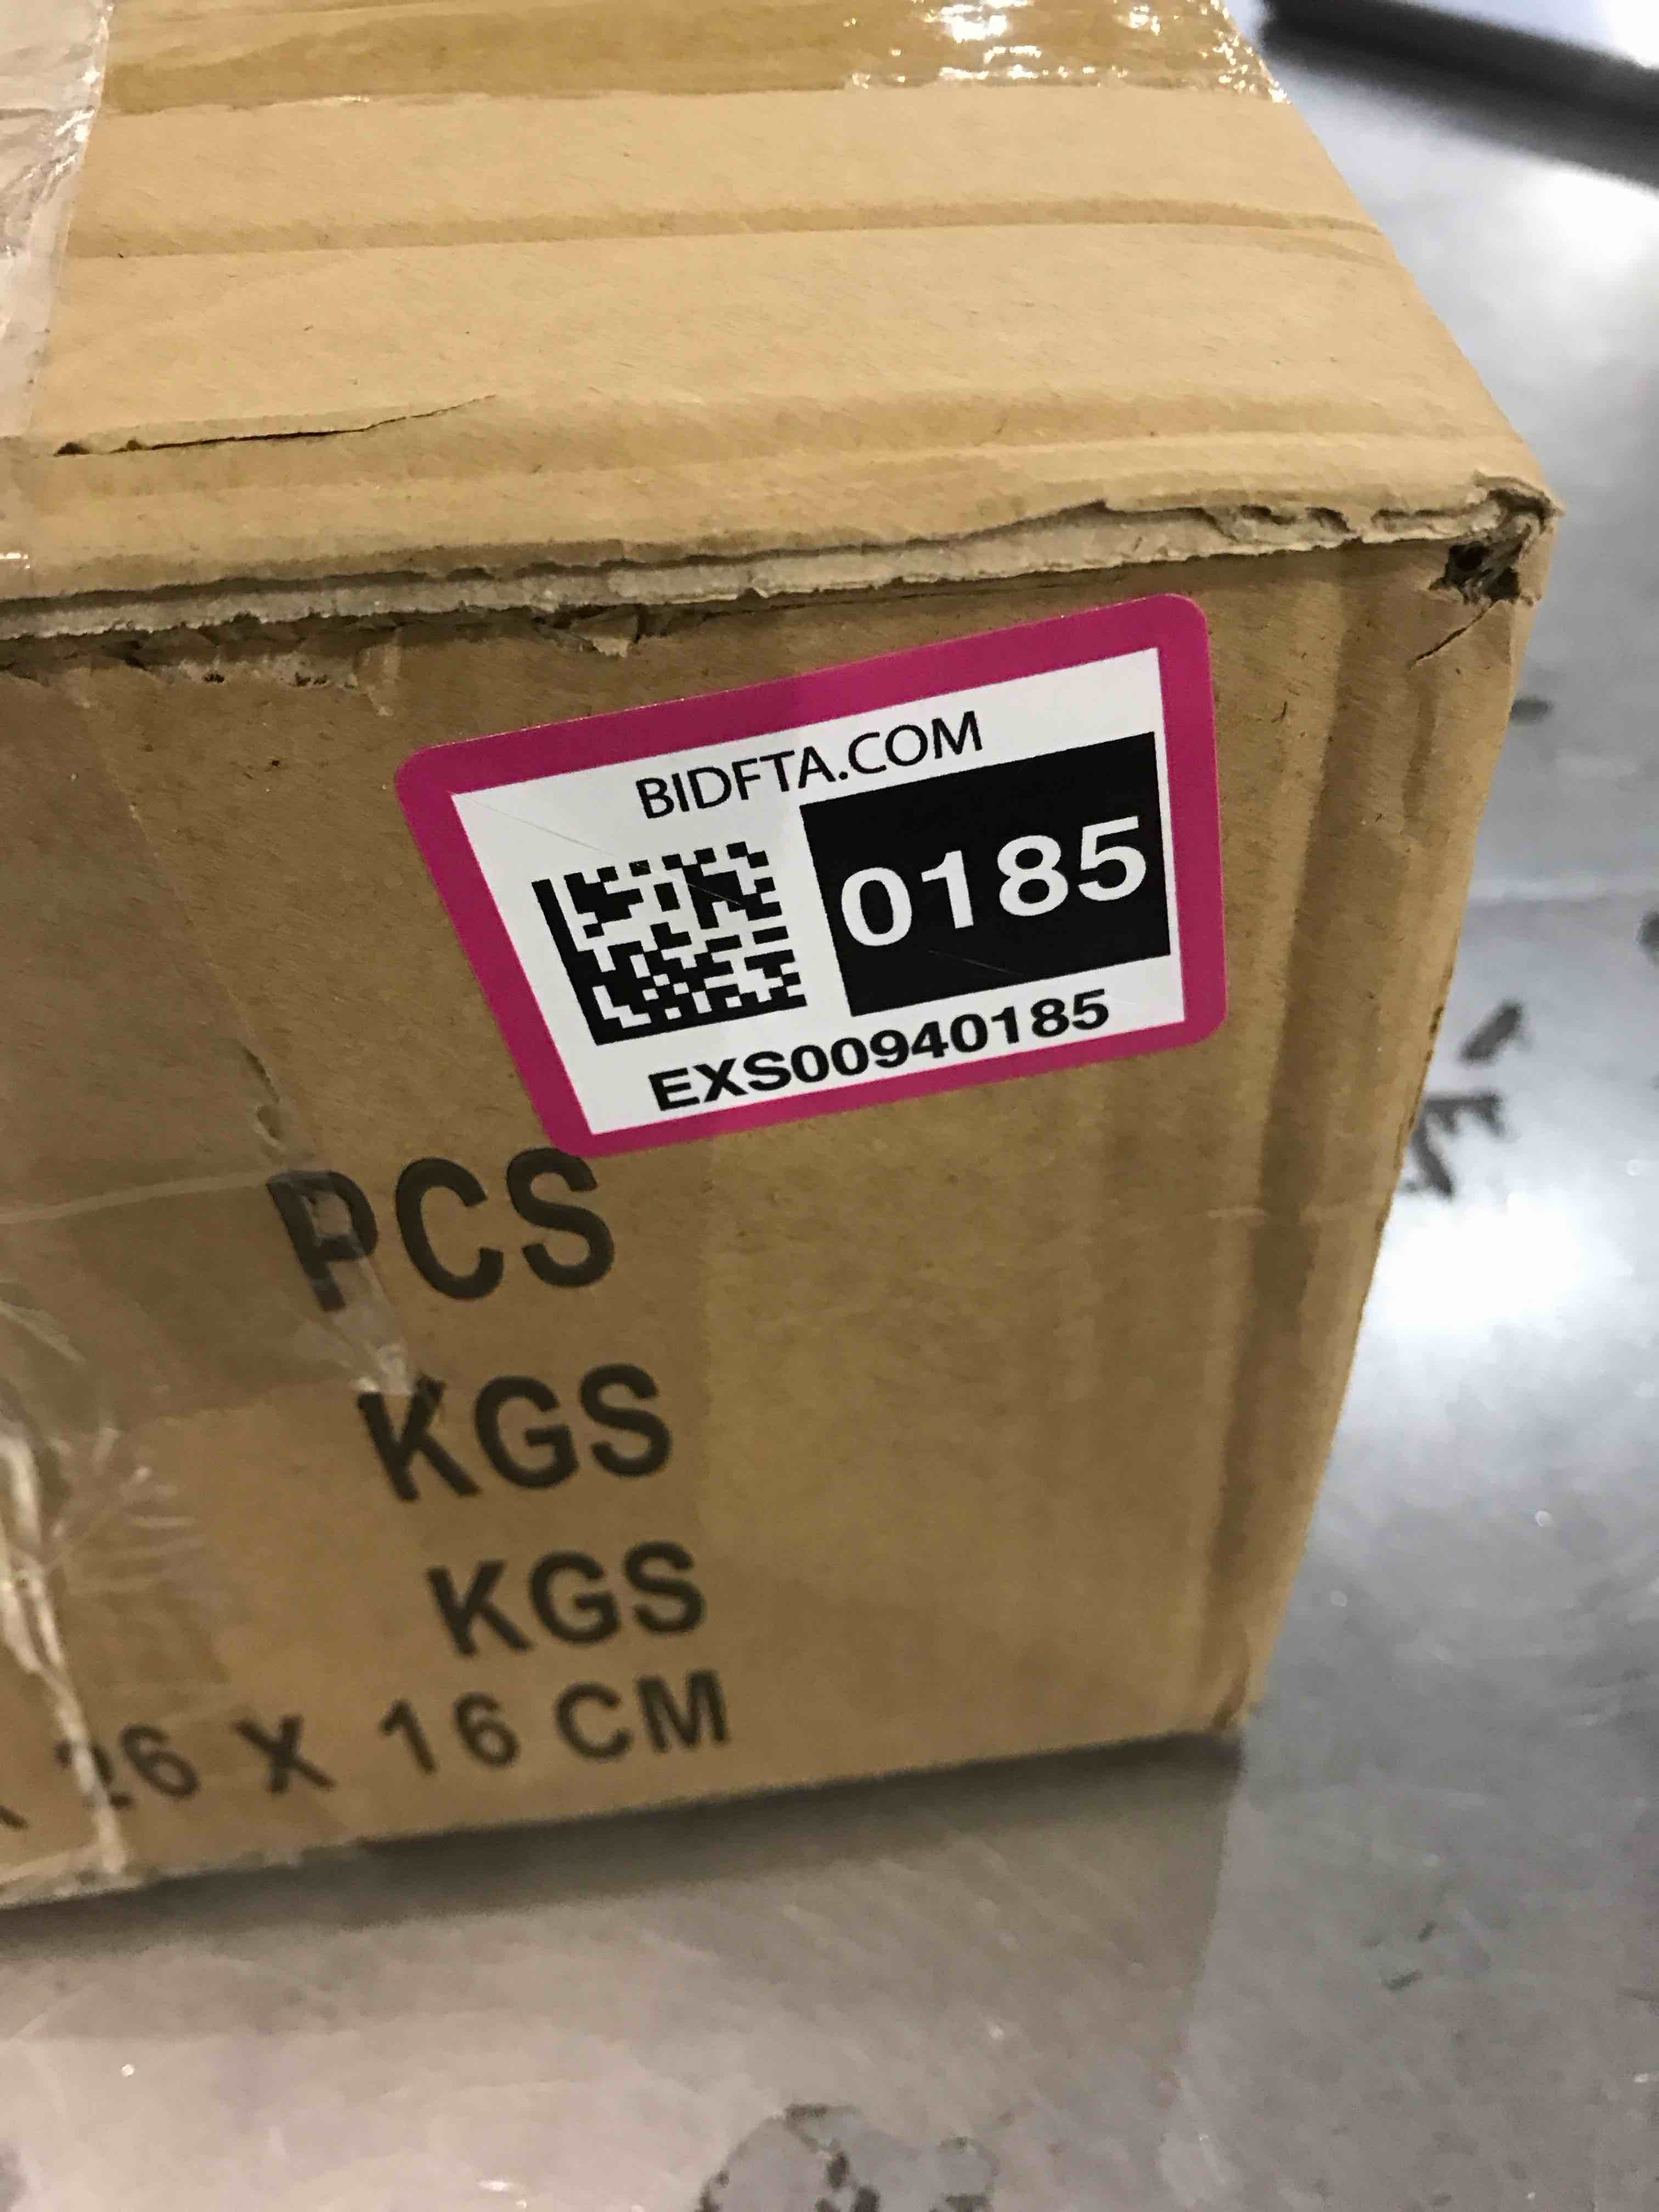 BIDFTA.COM
0185
EXS00940185
PCS
KGS
KGS
26 X 16 CM